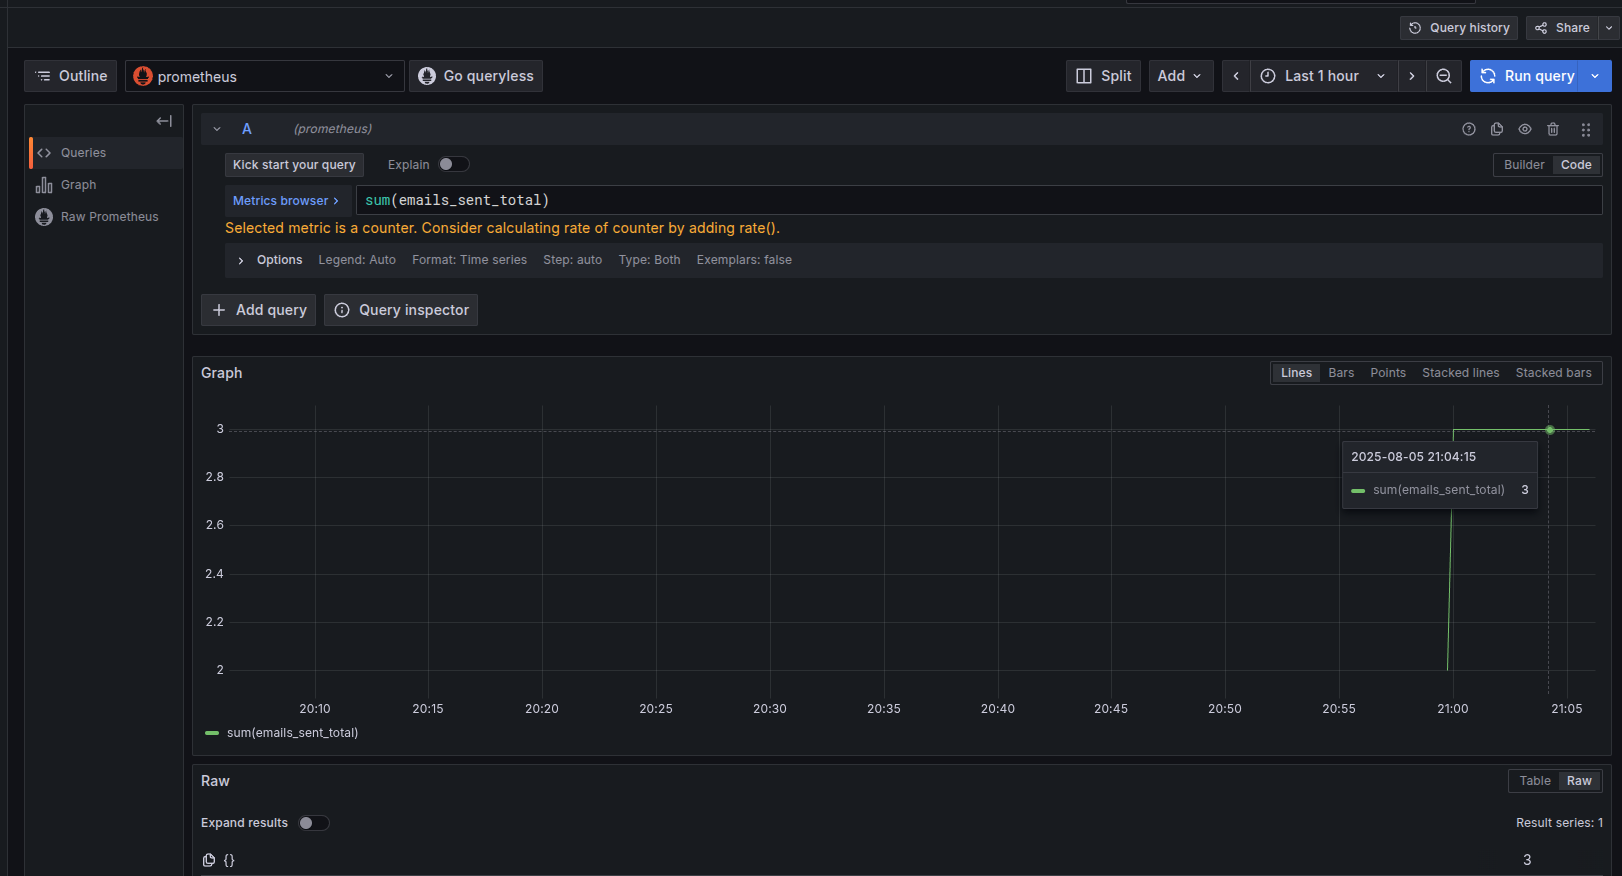 Query history Share
Outline prometheus Go queryless Split Add Last 1 hour Run query
A (prometheus)
Queries
Kick start your query Explain Builder Code
Graph
Metrics browser > sum(emails_sent_total)
Raw Prometheus
Selected metric is a counter. Consider calculating rate of counter by adding rate().
Options Legend: Auto Format: Time series Step: auto Type: Both Exemplars: false
+ Add query Query inspector
Graph Lines Bars Points Stacked lines Stacked bars
3
2025-08-05 21:04:15
2.8
sum(emails_sent_total) 3
2.6
2.4
2.2
2
20:10 20:15 20:20 20:25 20:30 20:35 20:40 20:45 20:50 20:55 21:00 21:05
sum(emails_sent_total)
Raw Table Raw
Expand results Result series: 1
{} 3